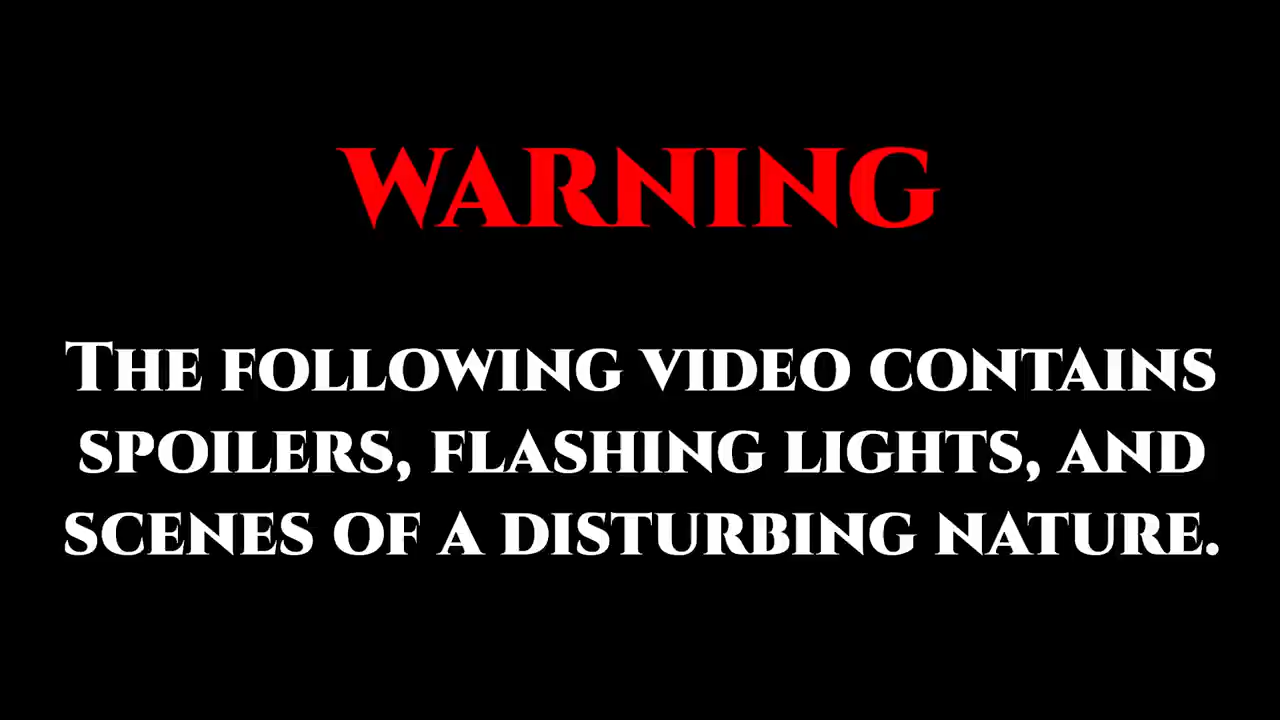 WARNING
The following video contains
spoilers, flashing lights, and
scenes of a disturbing nature.